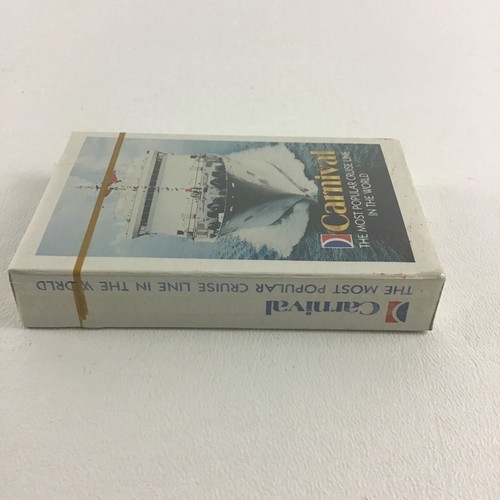 Carnival
THE MOST POPULAR CRUISE LINE
IN THE WORLD
Carnival
THE MOST POPULAR CRUISE LINE IN THE WORLD